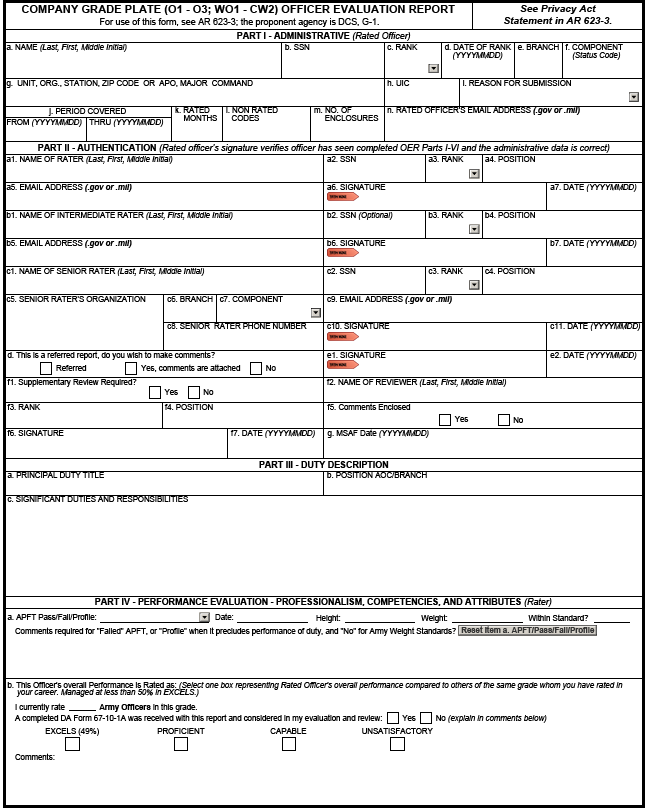 COMPANY GRADE PLATE (O1 - O3; WO1 - CW2) OFFICER EVALUATION REPORT
For use of this form, see AR 623-3; the proponent agency is DCS, G-1.
See Privacy Act
Statement in AR 623-3.
PART I - ADMINISTRATIVE (Rated Officer)
a. NAME (Last, First, Middle Initial)
b. SSN
c. RANK
d. DATE OF RANK
(YYYYMMDD)
e. BRANCH
f. COMPONENT
(Status Code)
g. UNIT, ORG., STATION, ZIP CODE OR APO, MAJOR COMMAND
h. UIC
i. REASON FOR SUBMISSION
j. PERIOD COVERED
FROM (YYYYMMDD)
THRU (YYYYMMDD)
k. RATED
MONTHS
l. NON RATED
CODES
m. NO. OF
ENCLOSURES
n. RATED OFFICER'S EMAIL ADDRESS (.gov or .mil)
PART II - AUTHENTICATION (Rated officer's signature verifies officer has seen completed OER Parts I-VI and the administrative data is correct)
a1. NAME OF RATER (Last, First, Middle Initial)
a2. SSN
a3. RANK
a4. POSITION
a5. EMAIL ADDRESS (.gov or .mil)
a6. SIGNATURE
a7. DATE (YYYYMMDD)
b1. NAME OF INTERMEDIATE RATER (Last, First, Middle Initial)
b2. SSN (Optional)
b3. RANK
b4. POSITION
b5. EMAIL ADDRESS (.gov or .mil)
b6. SIGNATURE
b7. DATE (YYYYMMDD)
c1. NAME OF SENIOR RATER (Last, First, Middle Initial)
c2. SSN
c3. RANK
c4. POSITION
c5. SENIOR RATER'S ORGANIZATION
c6. BRANCH
c7. COMPONENT
c9. EMAIL ADDRESS (.gov or .mil)
c8. SENIOR RATER PHONE NUMBER
c10. SIGNATURE
c11. DATE (YYYYMMDD)
d. This is a referred report, do you wish to make comments?
Referred
Yes, comments are attached
No
e1. SIGNATURE
e2. DATE (YYYYMMDD)
f1. Supplementary Review Required?
Yes
No
f2. NAME OF REVIEWER (Last, First, Middle Initial)
f3. RANK
f4. POSITION
f5. Comments Enclosed
Yes
No
f6. SIGNATURE
f7. DATE (YYYYMMDD)
g. MSAF Date (YYYYMMDD)
PART III - DUTY DESCRIPTION
a. PRINCIPAL DUTY TITLE
b. POSITION AOC/BRANCH
c. SIGNIFICANT DUTIES AND RESPONSIBILITIES
PART IV - PERFORMANCE EVALUATION - PROFESSIONALISM, COMPETENCIES, AND ATTRIBUTES (Rater)
a. APFT Pass/Fail/Profile:
Date:
Height:
Weight:
Within Standard?
Comments required for "Failed" APFT, or "Profile" when it precludes performance of duty, and "No" for Army Weight Standards?
Reset Item a. APFT/Pass/Fail/Profile
b. This Officer's overall Performance is Rated as: (Select one box representing Rated Officer's overall performance compared to others of the same grade whom you have rated in
your career. Managed at less than 50% in EXCELS.)
I currently rate Army Officers in this grade.
A completed DA Form 67-10-1A was received with this report and considered in my evaluation and review: Yes No (explain in comments below)
EXCELS (49%)
PROFICIENT
CAPABLE
UNSATISFACTORY
Comments: